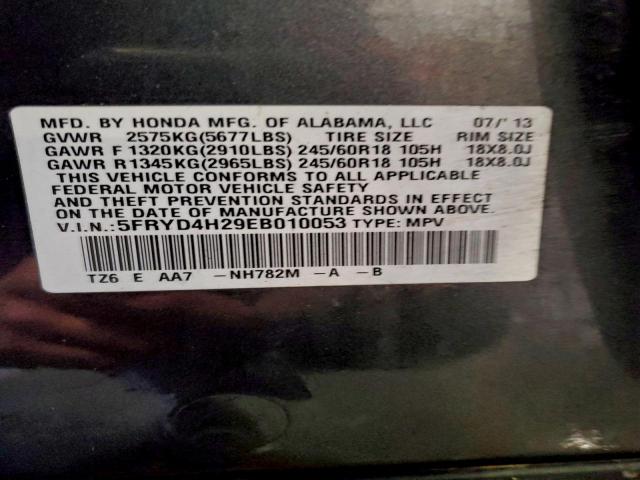 MFD. BY HONDA MFG. OF ALABAMA, LLC 07/'13
GVWR 2575KG(5677LBS) TIRE SIZE RIM SIZE
GAWR F 1320KG(2910LBS) 245/60R18 105H 18X8.0J
GAWR R 1345KG(2965LBS) 245/60R18 105H 18X8.0J
THIS VEHICLE CONFORMS TO ALL APPLICABLE
FEDERAL MOTOR VEHICLE SAFETY
AND THEFT PREVENTION STANDARDS IN EFFECT
ON THE DATE OF MANUFACTURE SHOWN ABOVE.
V.I.N.:5FRYD4H29EB010053 TYPE: MPV
TZ6 E AA7 -NH782M -A -B